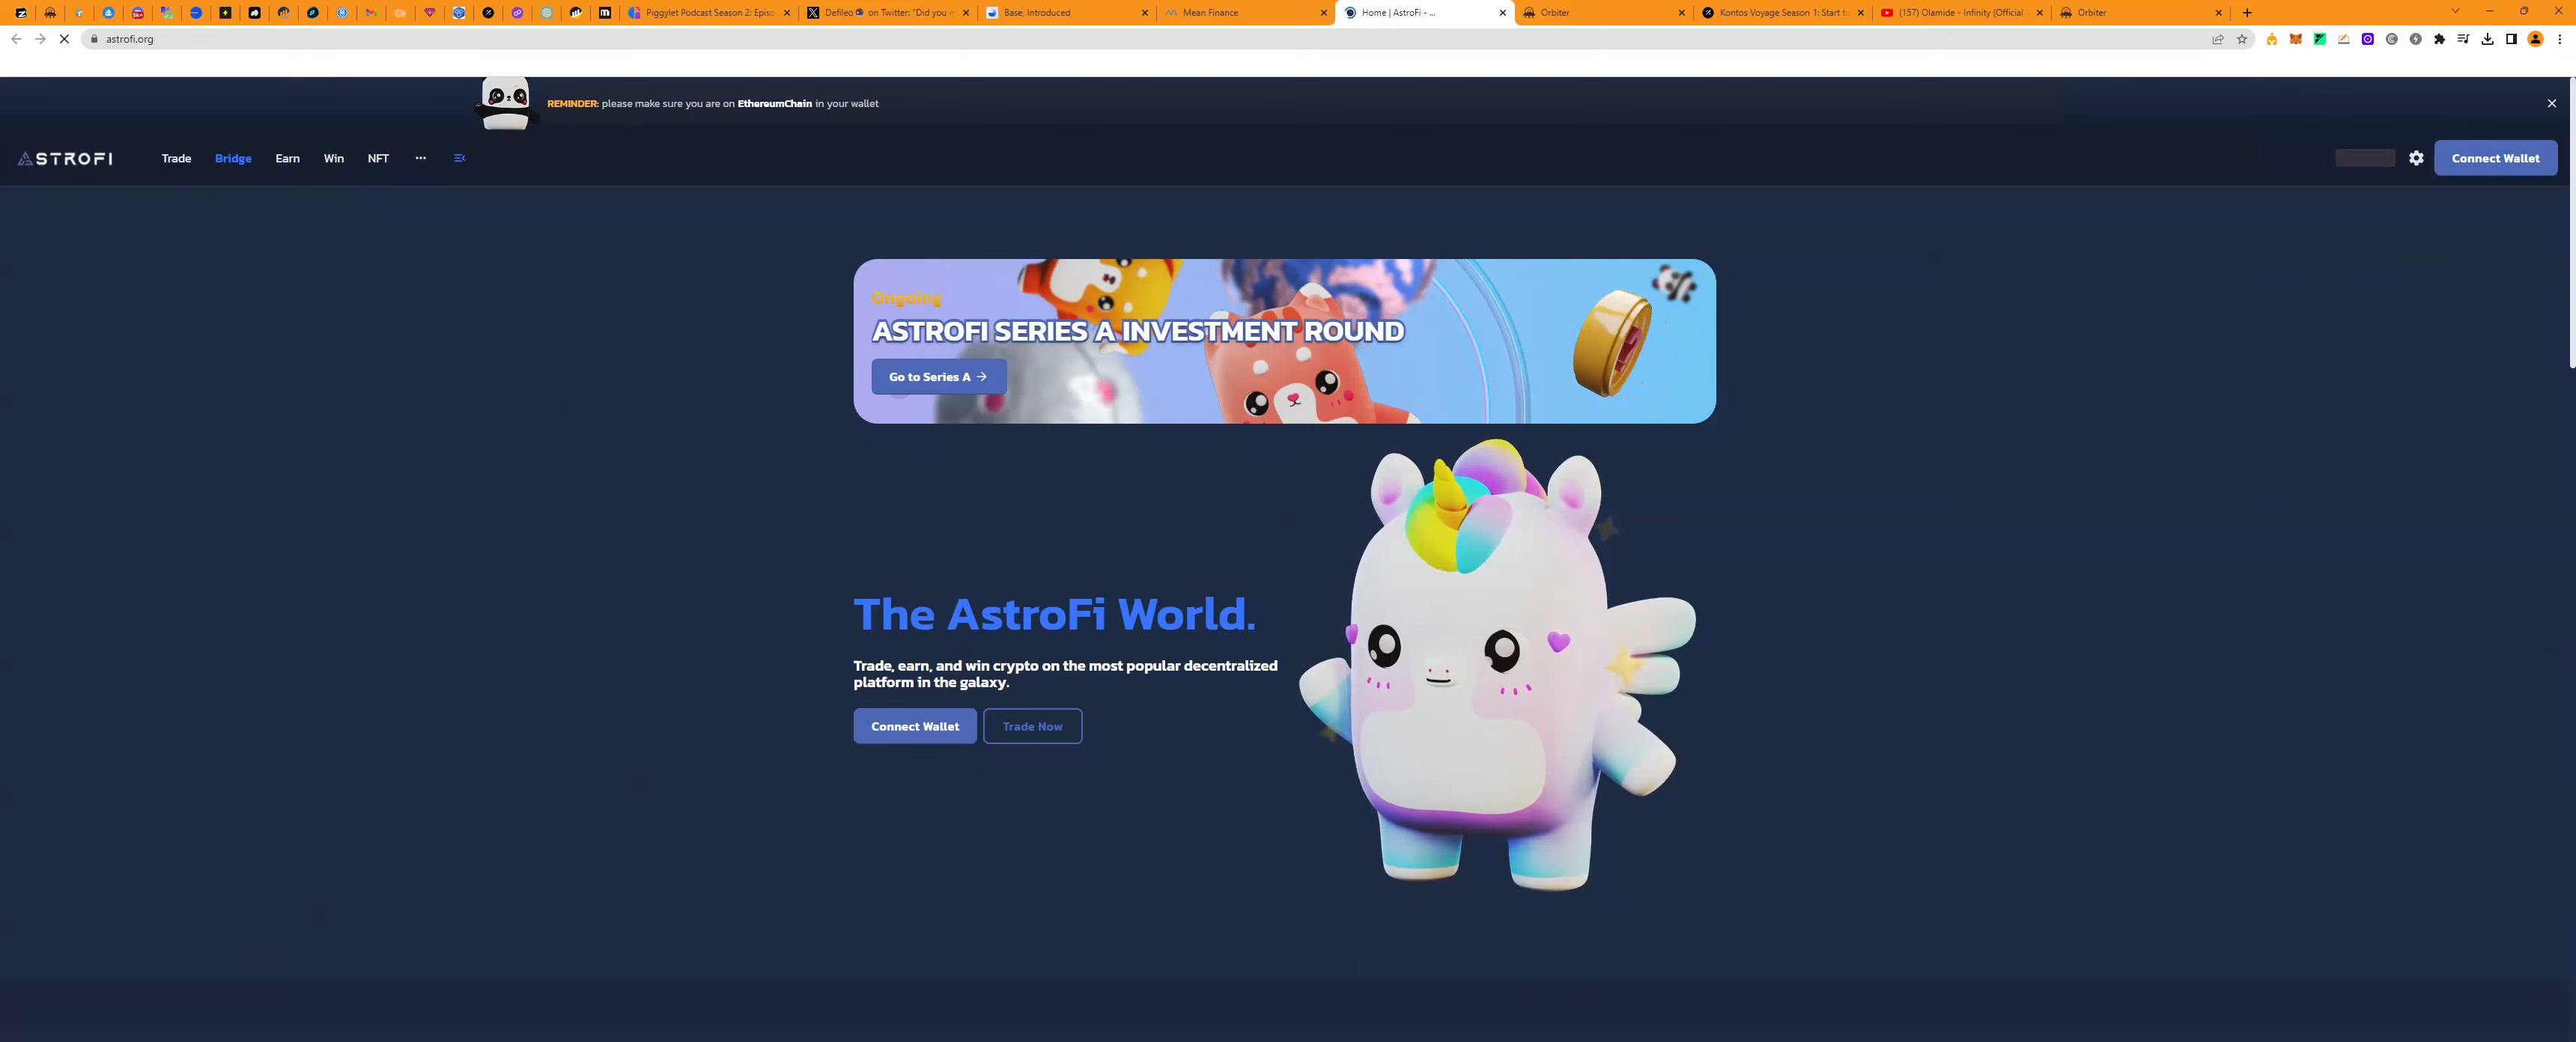 Piggylet Podcast Season 2: Episo
Defileo on Twitter: "Did you m
Base, Introduced
Mean Finance
Home | AstroFi - ...
Orbiter
Kontos Voyage Season 1: Start to
(157) Olamide - Infinity (Official
Orbiter
astrofi.org
REMINDER: please make sure you are on EthereumChain in your wallet
ASTROFI
Trade
Bridge
Earn
Win
NFT
Connect Wallet
Ongoing
ASTROFI SERIES A INVESTMENT ROUND
Go to Series A
The AstroFi World.
Trade, earn, and win crypto on the most popular decentralized
platform in the galaxy.
Connect Wallet
Trade Now